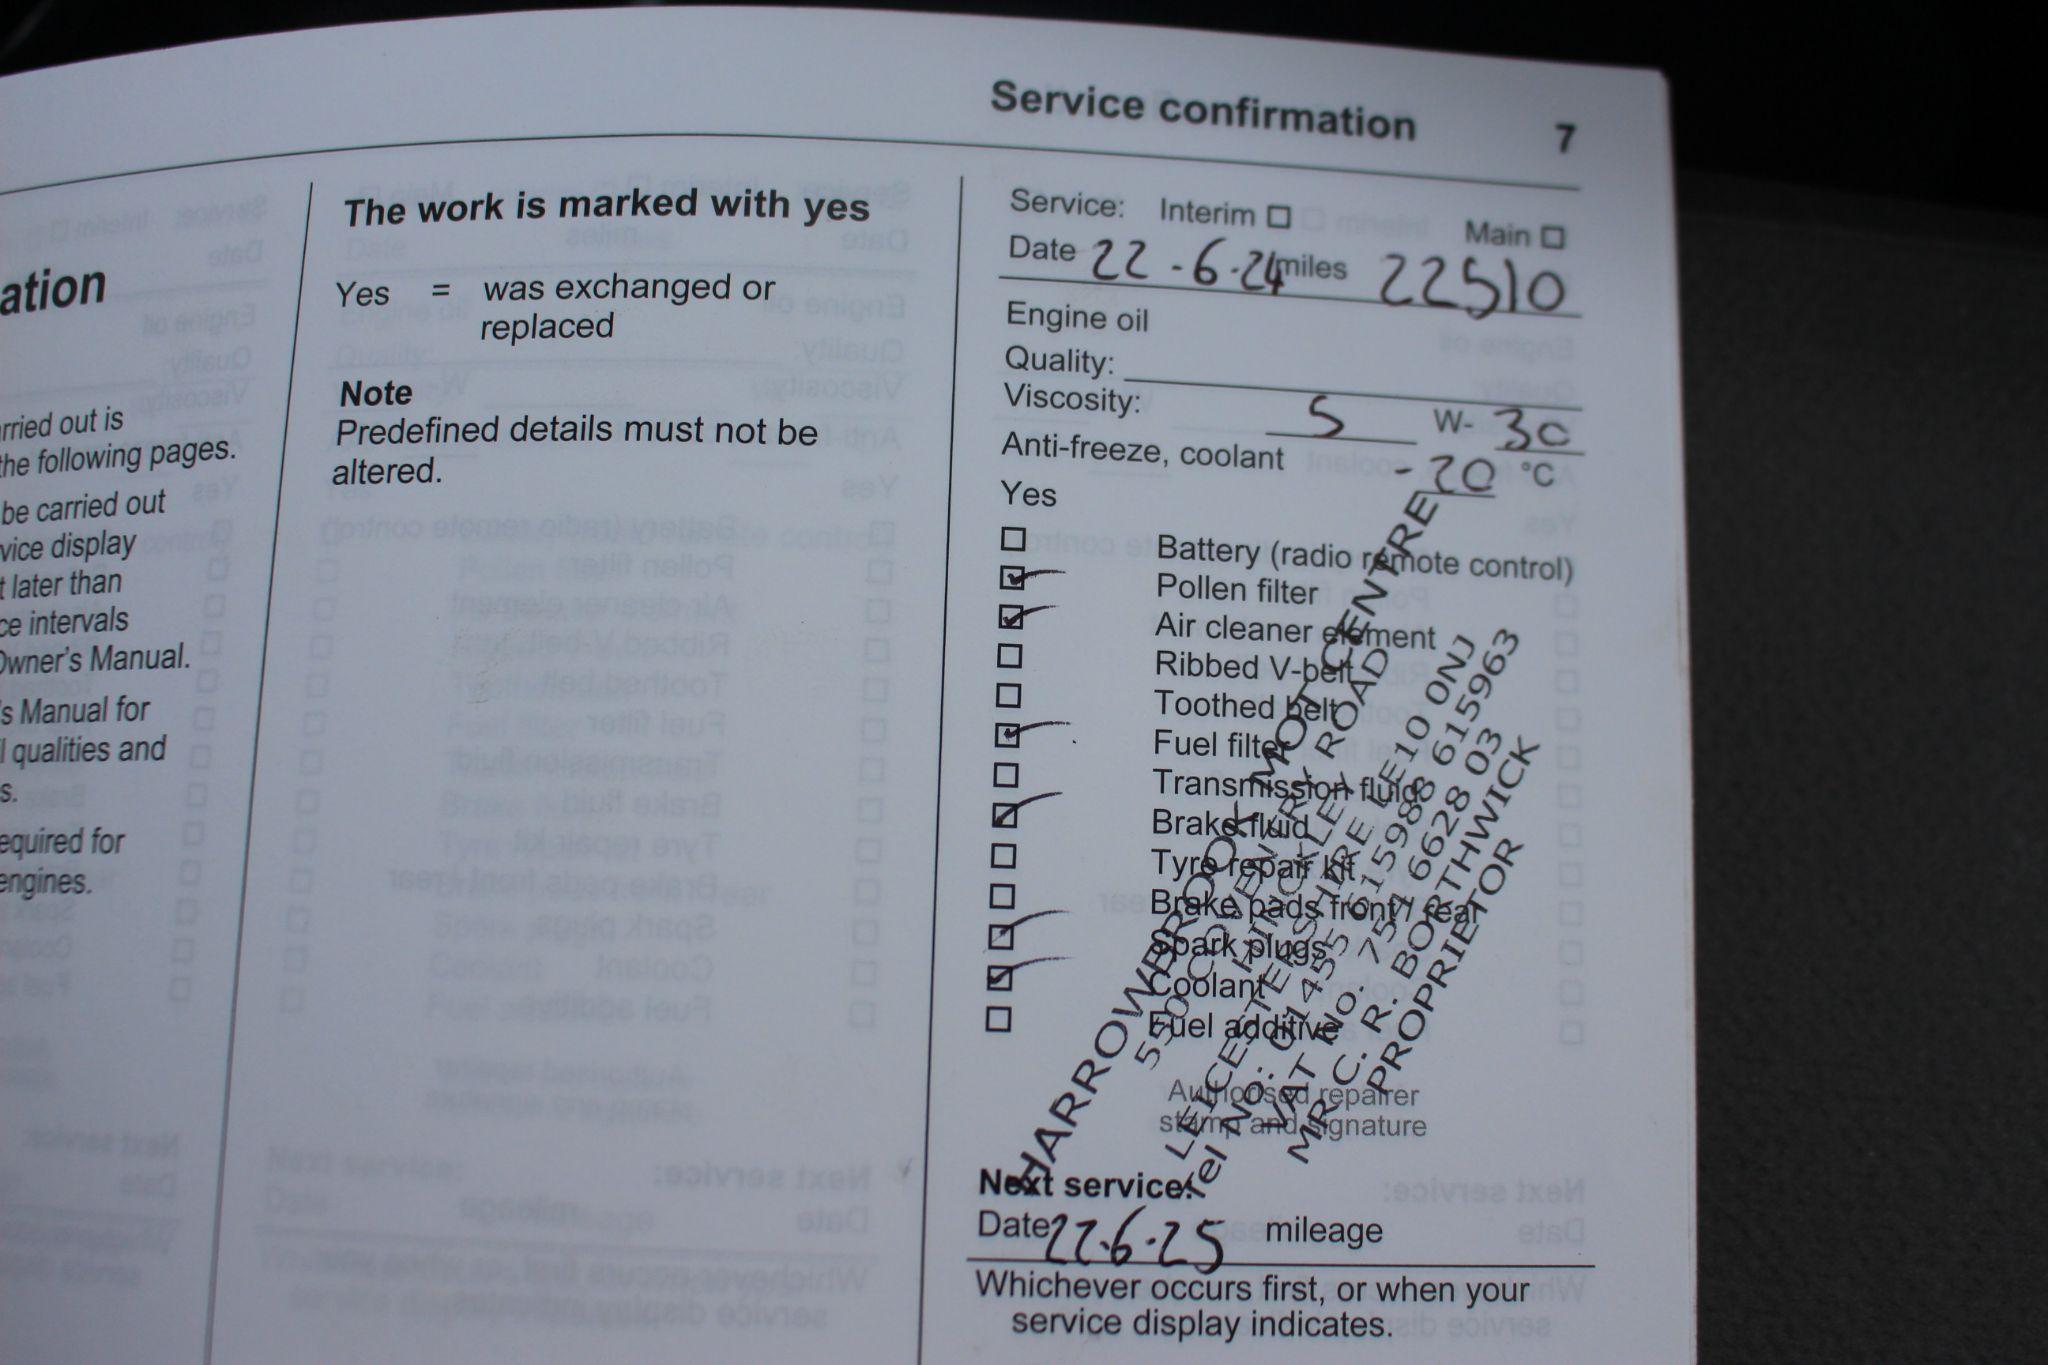 Service confirmation 7
ation
rried out is
the following pages.
be carried out
vice display
t later than
ce intervals
Owner's Manual.
's Manual for
l qualities and
s.
equired for
engines.
The work is marked with yes
Yes = was exchanged or
replaced
Note
Predefined details must not be
altered.
Service: Interim ☐ Main ☐
Date 22-6-24 miles 22510
Engine oil
Quality:
Viscosity: 5 W- 30
Anti-freeze, coolant -20 °C
Yes
Battery (radio remote control)
Pollen filter
Air cleaner element
Ribbed V-belt
Toothed belt
Fuel filter
Transmission fluid
Brake fluid
Tyre repair kit
Brake pads front / rear
Spark plugs
Coolant
Fuel additive
HARROWBROOK MOT CENTRE
550 COVENTRY ROAD
HINCKLEY
LEICESTERSHIRE LE10 0NJ
Tel No: 01455 615988 615963
VAT No. 754 6628 03
MR C. R. BORTHWICK
PROPRIETOR
Authorised repairer
stamp and signature
Next service:
Date 22.6.25 mileage
Whichever occurs first, or when your
service display indicates.